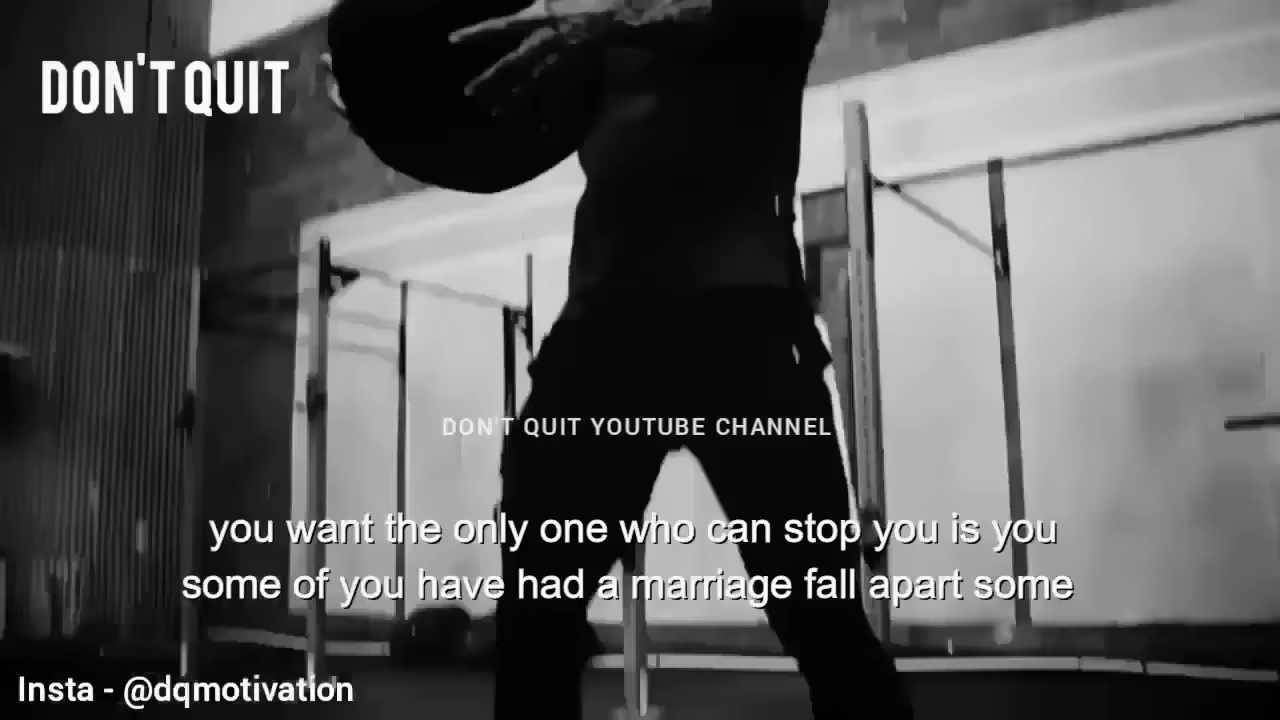 DON'T QUIT
DON'T QUIT YOUTUBE CHANNEL
you want the only one who can stop you is you
some of you have had a marriage fall apart some
Insta - @dqmotivation